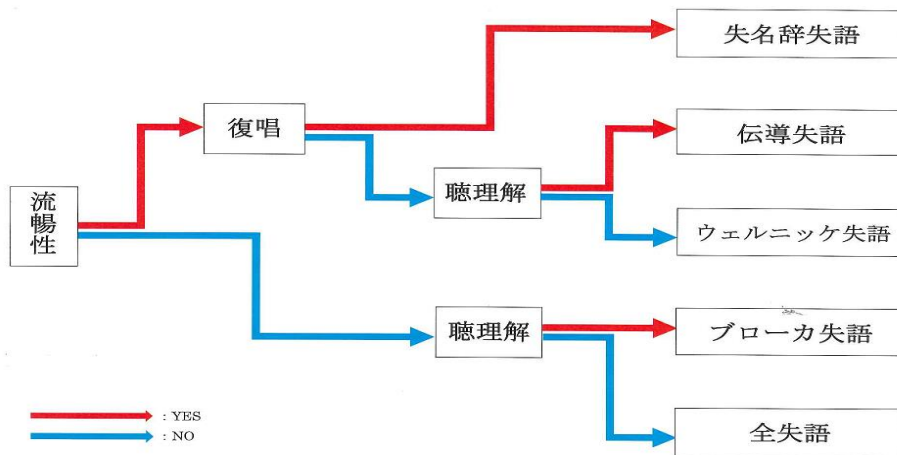 失名辞失語
復唱
伝導失語
聴理解
流暢性
ウェルニッケ失語
聴理解
ブローカ失語
全失語
: YES
: NO